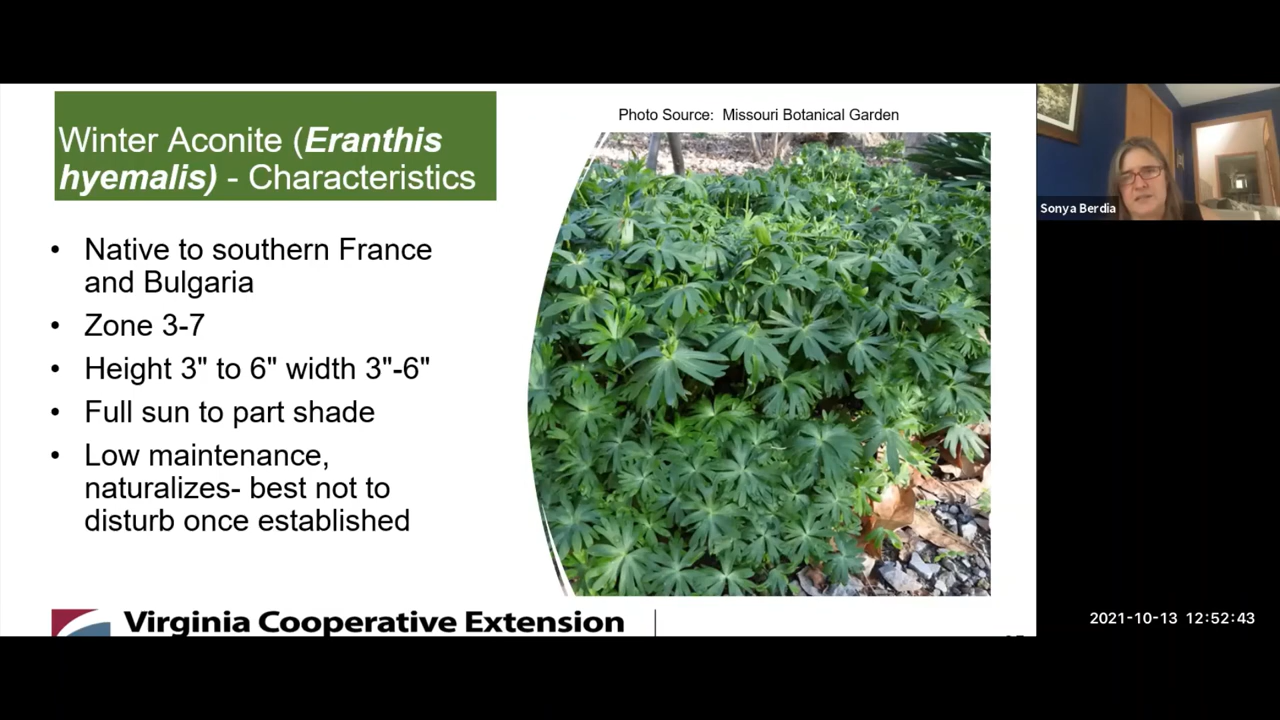 Winter Aconite (Eranthis
hyemalis) - Characteristics
Photo Source: Missouri Botanical Garden
• Native to southern France
and Bulgaria
• Zone 3-7
• Height 3" to 6" width 3"-6"
• Full sun to part shade
• Low maintenance,
naturalizes- best not to
disturb once established
Virginia Cooperative Extension
Sonya Berdia
2021-10-13 12:52:43